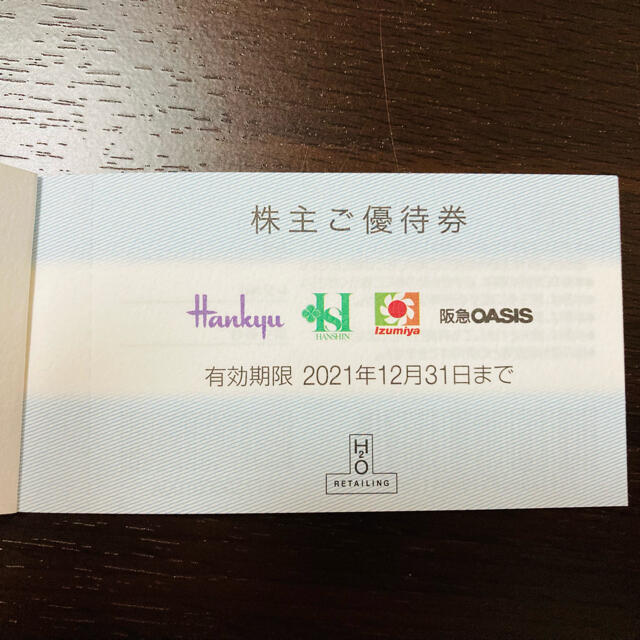 株主ご優待券
Hankyu HANSHIN Izumiya 阪急OASIS
有効期限 2021年12月31日まで
H2O
RETAILING